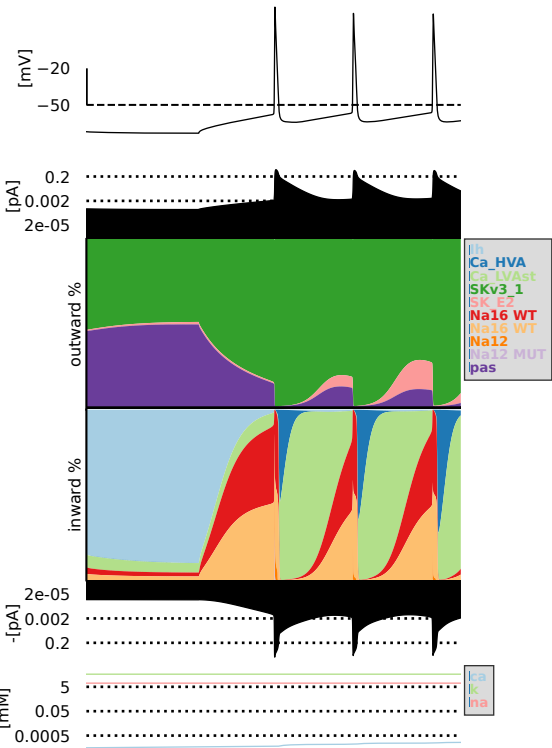 [mV]
−20
−50
[pA]
0.2
0.002
2e-05
outward %
Ih
Ca_HVA
Ca_LVAst
SKv3_1
SK_E2
Na16 WT
Na16 WT
Na12
Na12 MUT
pas
inward %
-[pA]
2e-05
0.002
0.2
[mM]
5
0.05
0.0005
ca
k
na